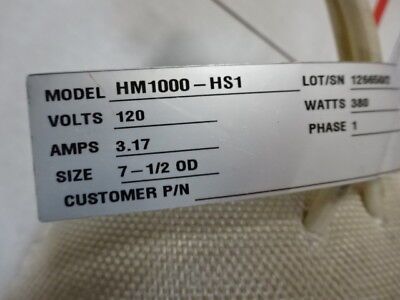 MODEL HM1000-HS1 LOT/SN
VOLTS 120 WATTS 380
AMPS 3.17 PHASE 1
SIZE 7-1/2 OD
CUSTOMER P/N